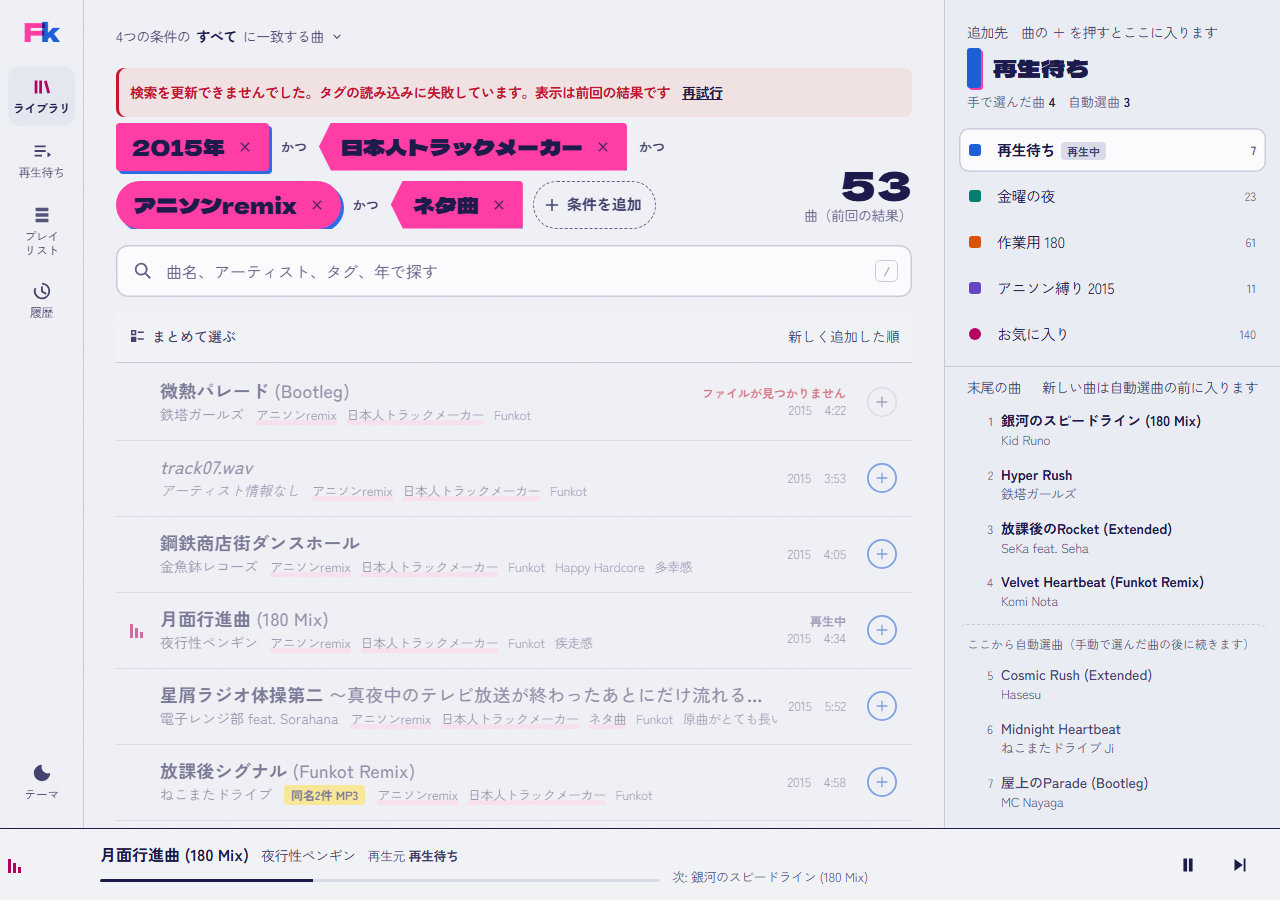 Fk
ライブラリ
再生待ち
プレイ
リスト
履歴
テーマ
4つの条件の すべて に一致する曲
検索を更新できませんでした。タグの読み込みに失敗しています。表示は前回の結果です 再試行
2015年 × かつ 日本人トラックメーカー × かつ
アニソンremix × かつ ネタ曲 × + 条件を追加
53
曲（前回の結果）
曲名、アーティスト、タグ、年で探す /
まとめて選ぶ 新しく追加した順
微熱パレード (Bootleg) ファイルが見つかりません
鉄塔ガールズ アニソンremix 日本人トラックメーカー Funkot 2015 4:22
track07.wav
アーティスト情報なし アニソンremix 日本人トラックメーカー Funkot 2015 3:53
鋼鉄商店街ダンスホール
金魚鉢レコーズ アニソンremix 日本人トラックメーカー Funkot Happy Hardcore 多幸感 2015 4:05
月面行進曲 (180 Mix) 再生中
夜行性ペンギン アニソンremix 日本人トラックメーカー Funkot 疾走感 2015 4:34
星屑ラジオ体操第二 〜真夜中のテレビ放送が終わったあとにだけ流れる...
電子レンジ部 feat. Sorahana アニソンremix 日本人トラックメーカー ネタ曲 Funkot 原曲がとても長い 2015 5:52
放課後シグナル (Funkot Remix)
ねこまたドライブ 同名2件 MP3 アニソンremix 日本人トラックメーカー Funkot 2015 4:58
追加先 曲の ＋ を押すとここに入ります
再生待ち
手で選んだ曲 4 自動選曲 3
再生待ち 再生中 7
金曜の夜 23
作業用 180 61
アニソン縛り 2015 11
お気に入り 140
末尾の曲 新しい曲は自動選曲の前に入ります
1 銀河のスピードライン (180 Mix)
Kid Runo
2 Hyper Rush
鉄塔ガールズ
3 放課後のRocket (Extended)
SeKa feat. Seha
4 Velvet Heartbeat (Funkot Remix)
Komi Nota
ここから自動選曲（手動で選んだ曲の後に続きます）
5 Cosmic Rush (Extended)
Hasesu
6 Midnight Heartbeat
ねこまたドライブ Ji
7 屋上のParade (Bootleg)
MC Nayaga
月面行進曲 (180 Mix) 夜行性ペンギン 再生元 再生待ち
次: 銀河のスピードライン (180 Mix)